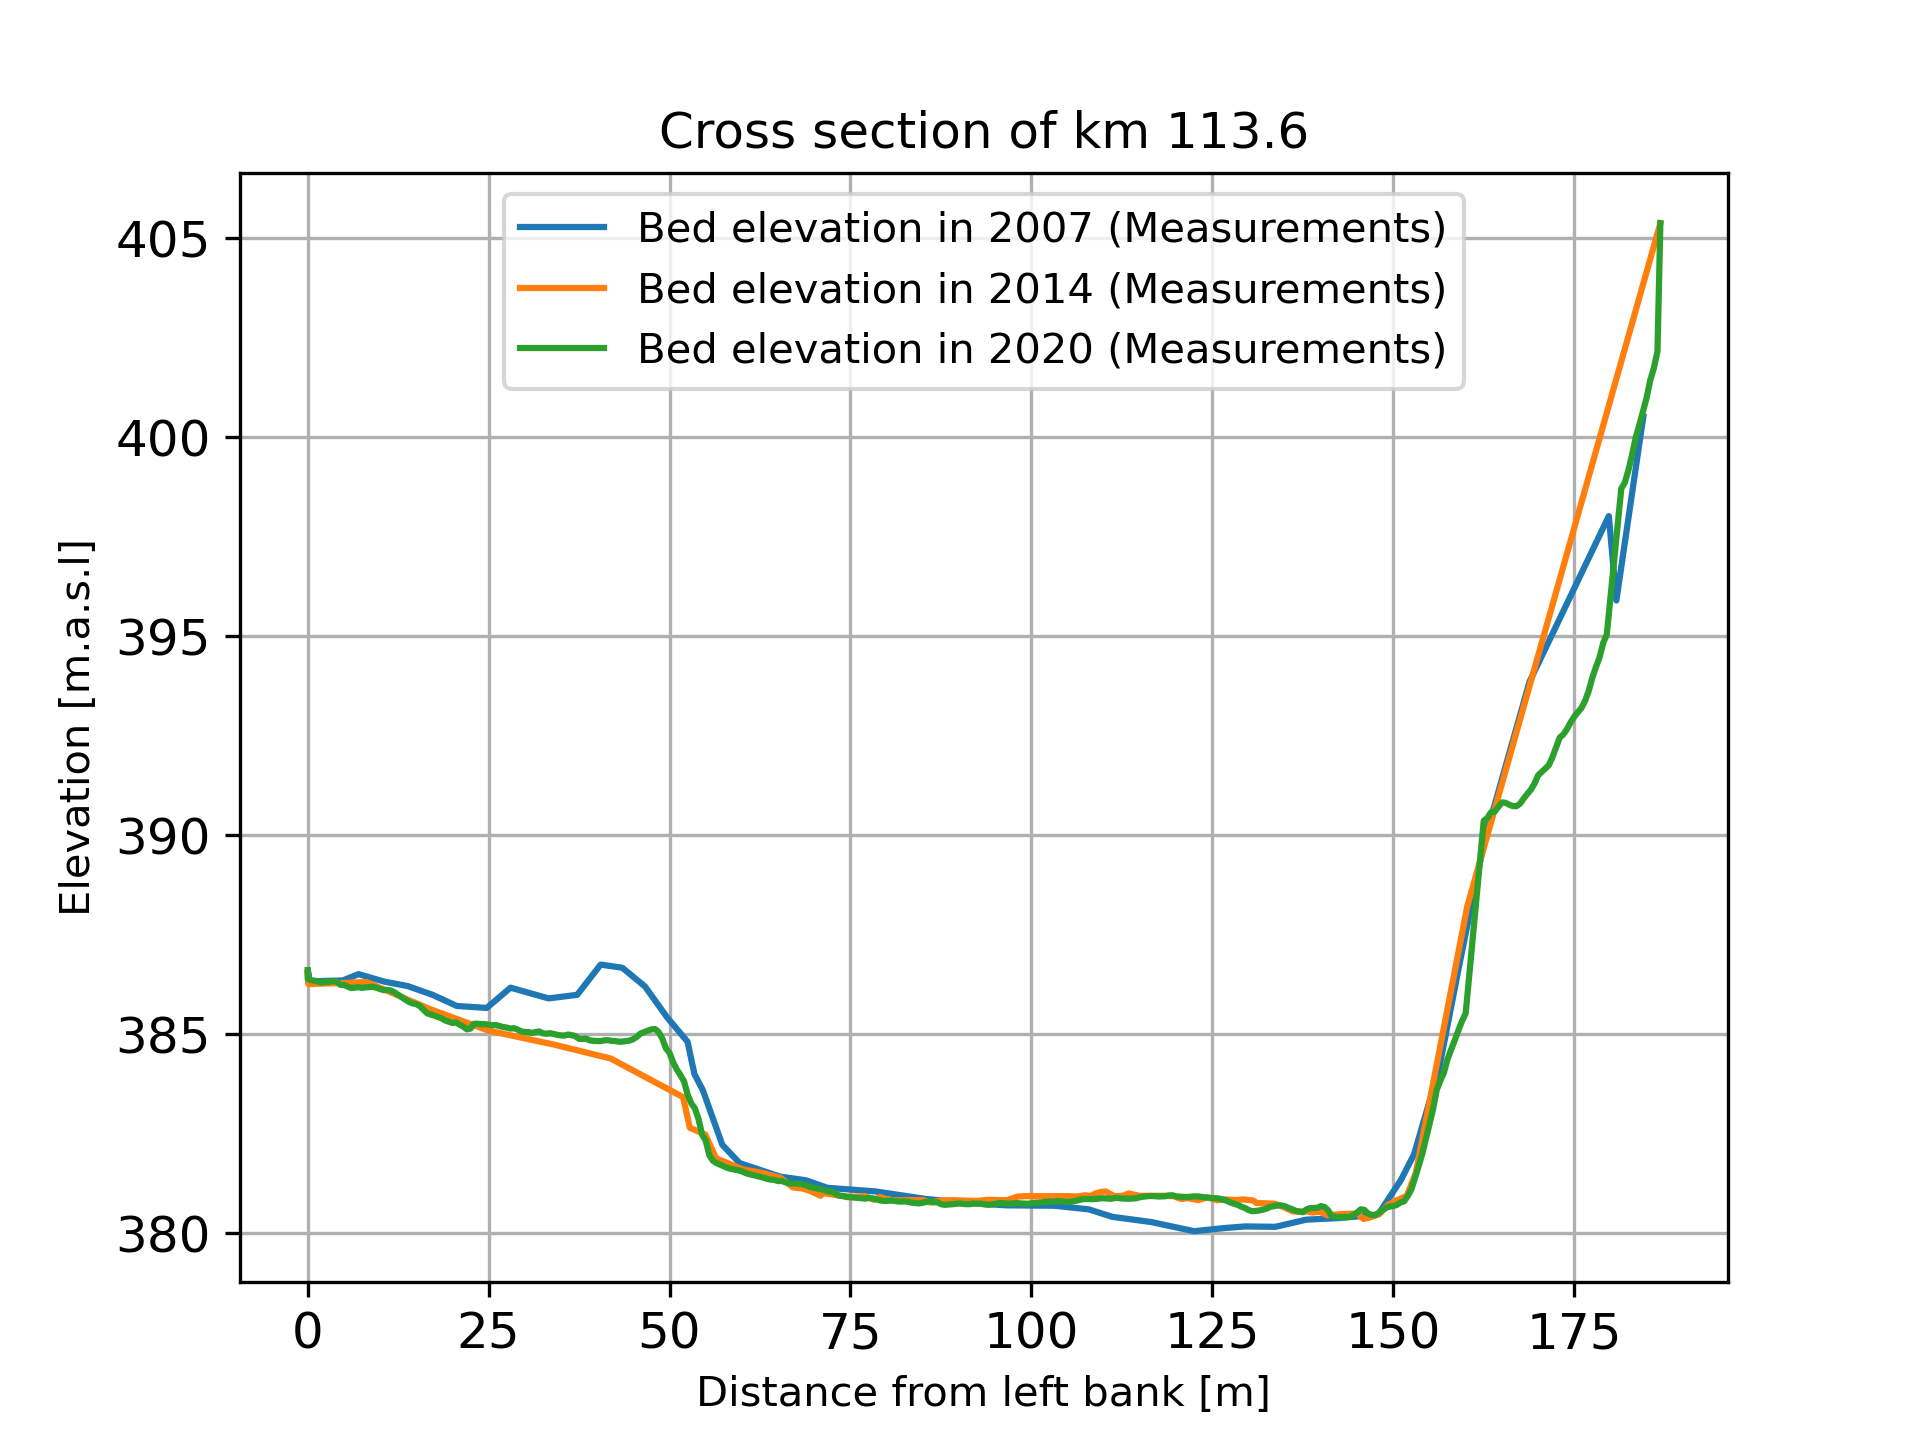 Cross section of km 113.6
Bed elevation in 2007 (Measurements)
Bed elevation in 2014 (Measurements)
Bed elevation in 2020 (Measurements)
Elevation [m.a.s.l]
405
400
395
390
385
380
0 25 50 75 100 125 150 175
Distance from left bank [m]